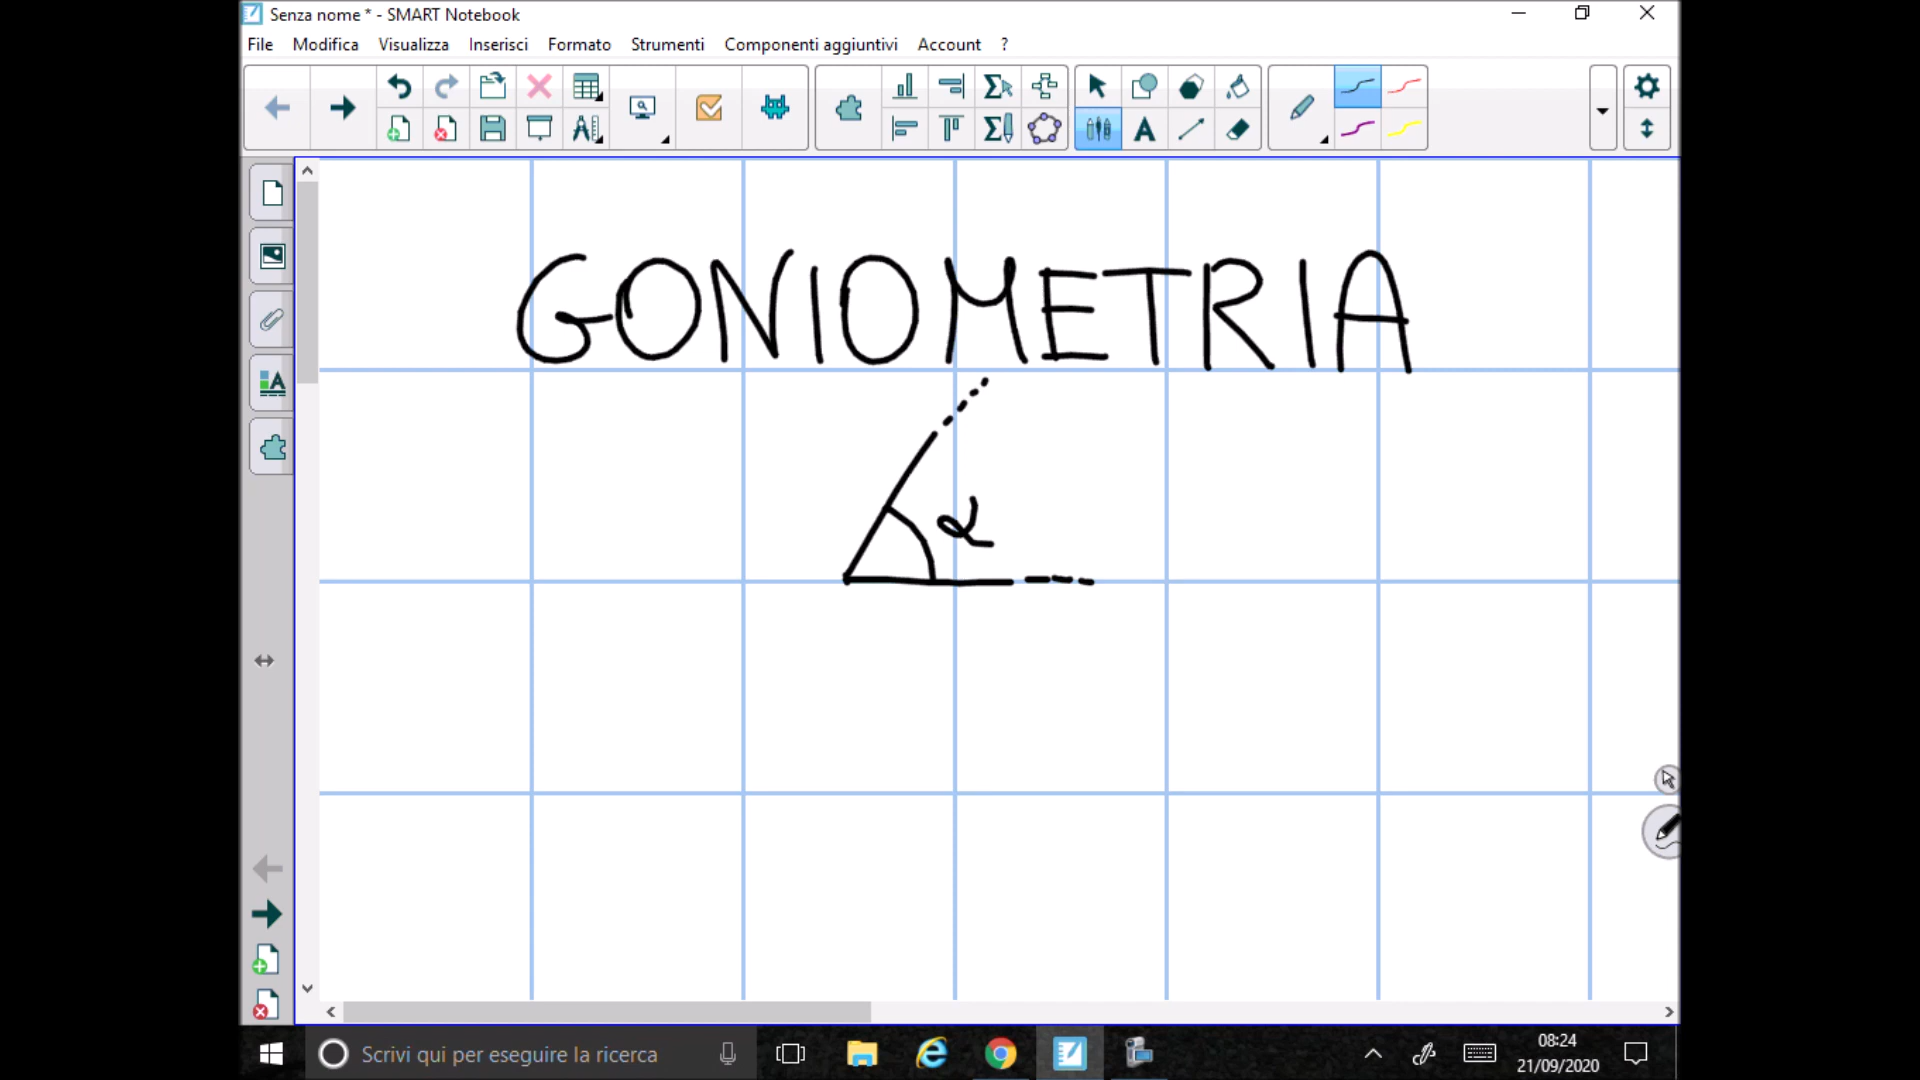 Senza nome * - SMART Notebook
File Modifica Visualizza Inserisci Formato Strumenti Componenti aggiuntivi Account ?
GONIOMETRIA
α
Scrivi qui per eseguire la ricerca
08:24
21/09/2020